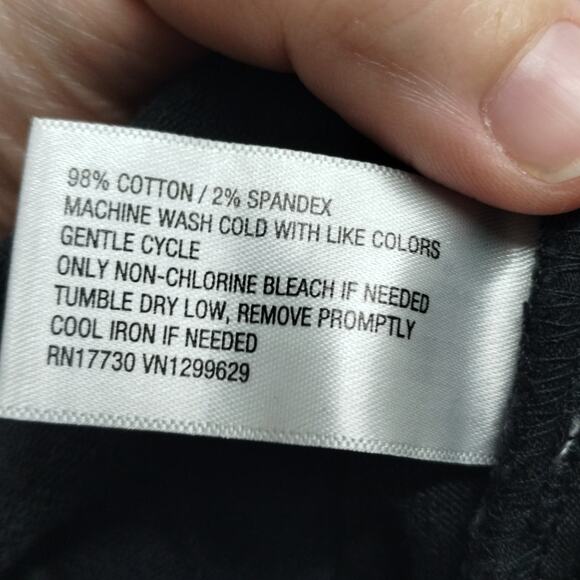 98% COTTON / 2% SPANDEX
MACHINE WASH COLD WITH LIKE COLORS
GENTLE CYCLE
ONLY NON-CHLORINE BLEACH IF NEEDED
TUMBLE DRY LOW, REMOVE PROMPTLY
COOL IRON IF NEEDED
RN17730 VN1299629